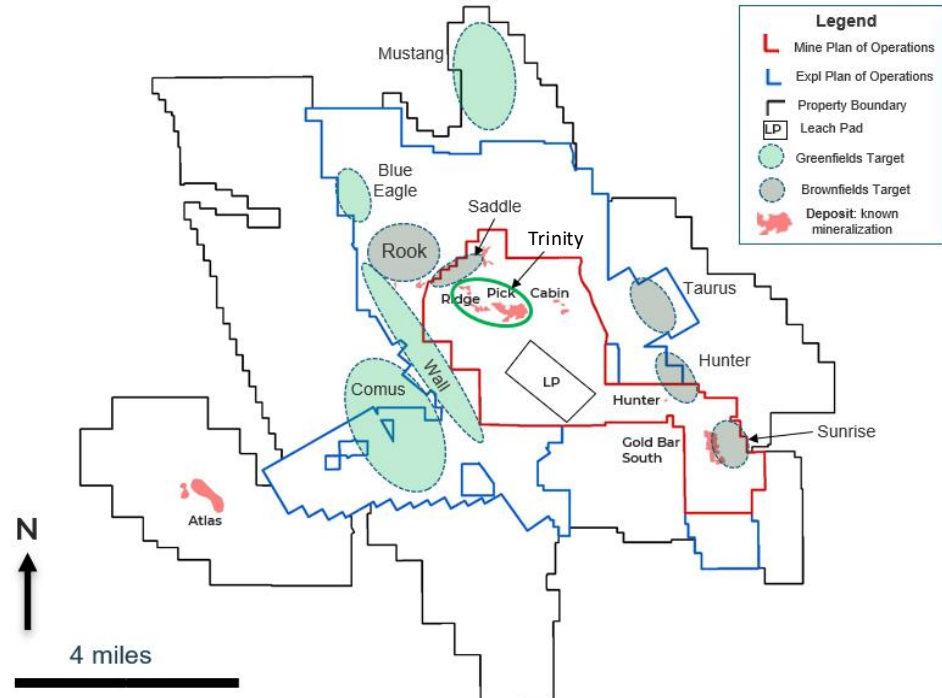 Legend
Mine Plan of Operations
Expl Plan of Operations
Property Boundary
LP
Leach Pad
Greenfields Target
Brownfields Target
Deposit: known
mineralization
Mustang
Blue
Eagle
Saddle
Trinity
Rook
Ridge
Pick
Cabin
Taurus
Wall
Comus
LP
Hunter
Hunter
Gold Bar
South
Sunrise
Atlas
N
4 miles